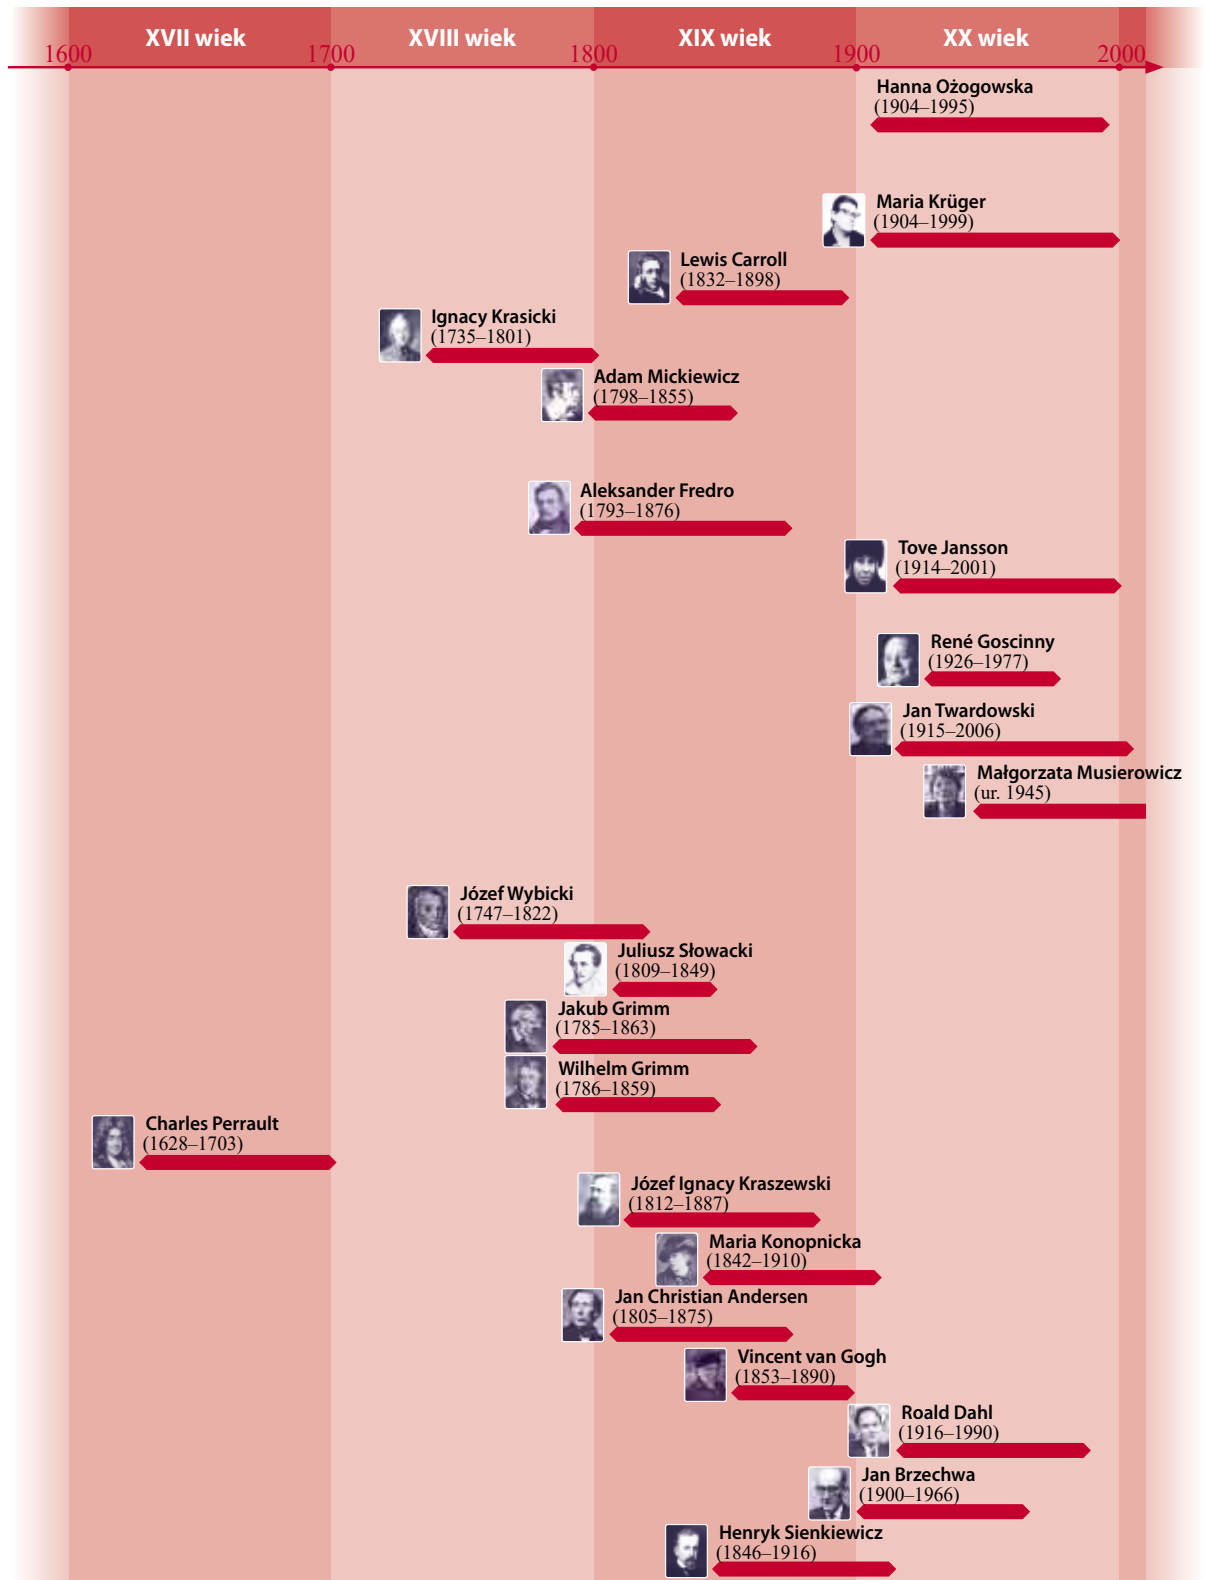 XVII wiek XVIII wiek XIX wiek XX wiek
1600 1700 1800 1900 2000
Hanna Ożogowska
(1904–1995)
Maria Krüger
(1904–1999)
Lewis Carroll
(1832–1898)
Ignacy Krasicki
(1735–1801)
Adam Mickiewicz
(1798–1855)
Aleksander Fredro
(1793–1876)
Tove Jansson
(1914–2001)
René Goscinny
(1926–1977)
Jan Twardowski
(1915–2006)
Małgorzata Musierowicz
(ur. 1945)
Józef Wybicki
(1747–1822)
Juliusz Słowacki
(1809–1849)
Jakub Grimm
(1785–1863)
Wilhelm Grimm
(1786–1859)
Charles Perrault
(1628–1703)
Józef Ignacy Kraszewski
(1812–1887)
Maria Konopnicka
(1842–1910)
Jan Christian Andersen
(1805–1875)
Vincent van Gogh
(1853–1890)
Roald Dahl
(1916–1990)
Jan Brzechwa
(1900–1966)
Henryk Sienkiewicz
(1846–1916)